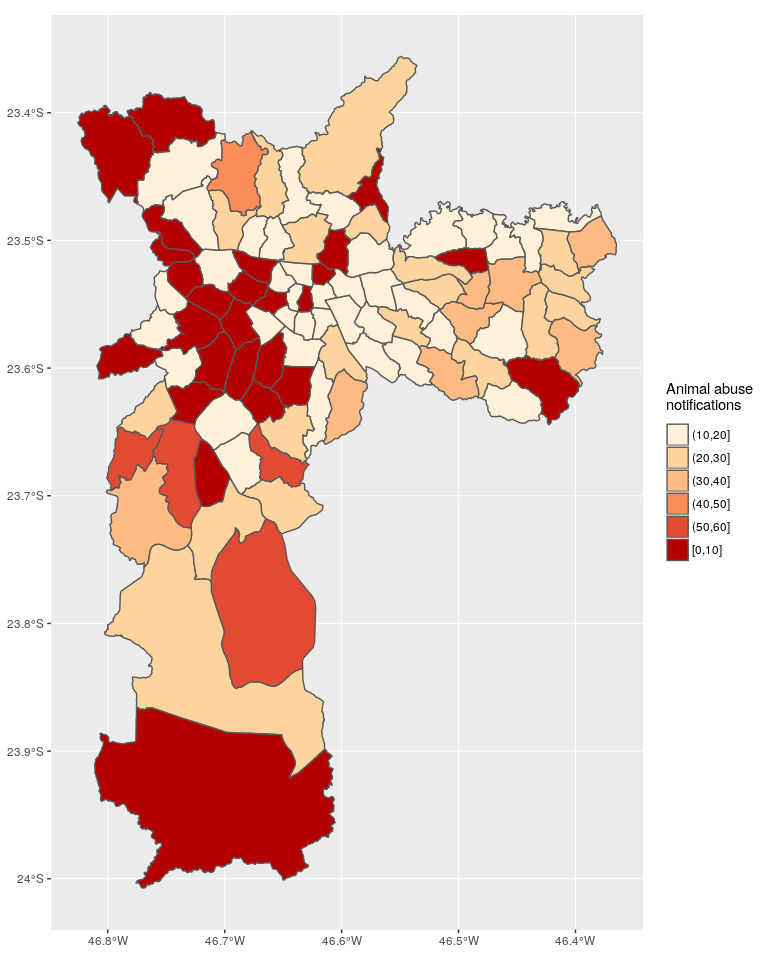 23.4°S
23.5°S
23.6°S
23.7°S
23.8°S
23.9°S
24°S
46.8°W
46.7°W
46.6°W
46.5°W
46.4°W
Animal abuse
notifications
(10,20]
(20,30]
(30,40]
(40,50]
(50,60]
[0,10]